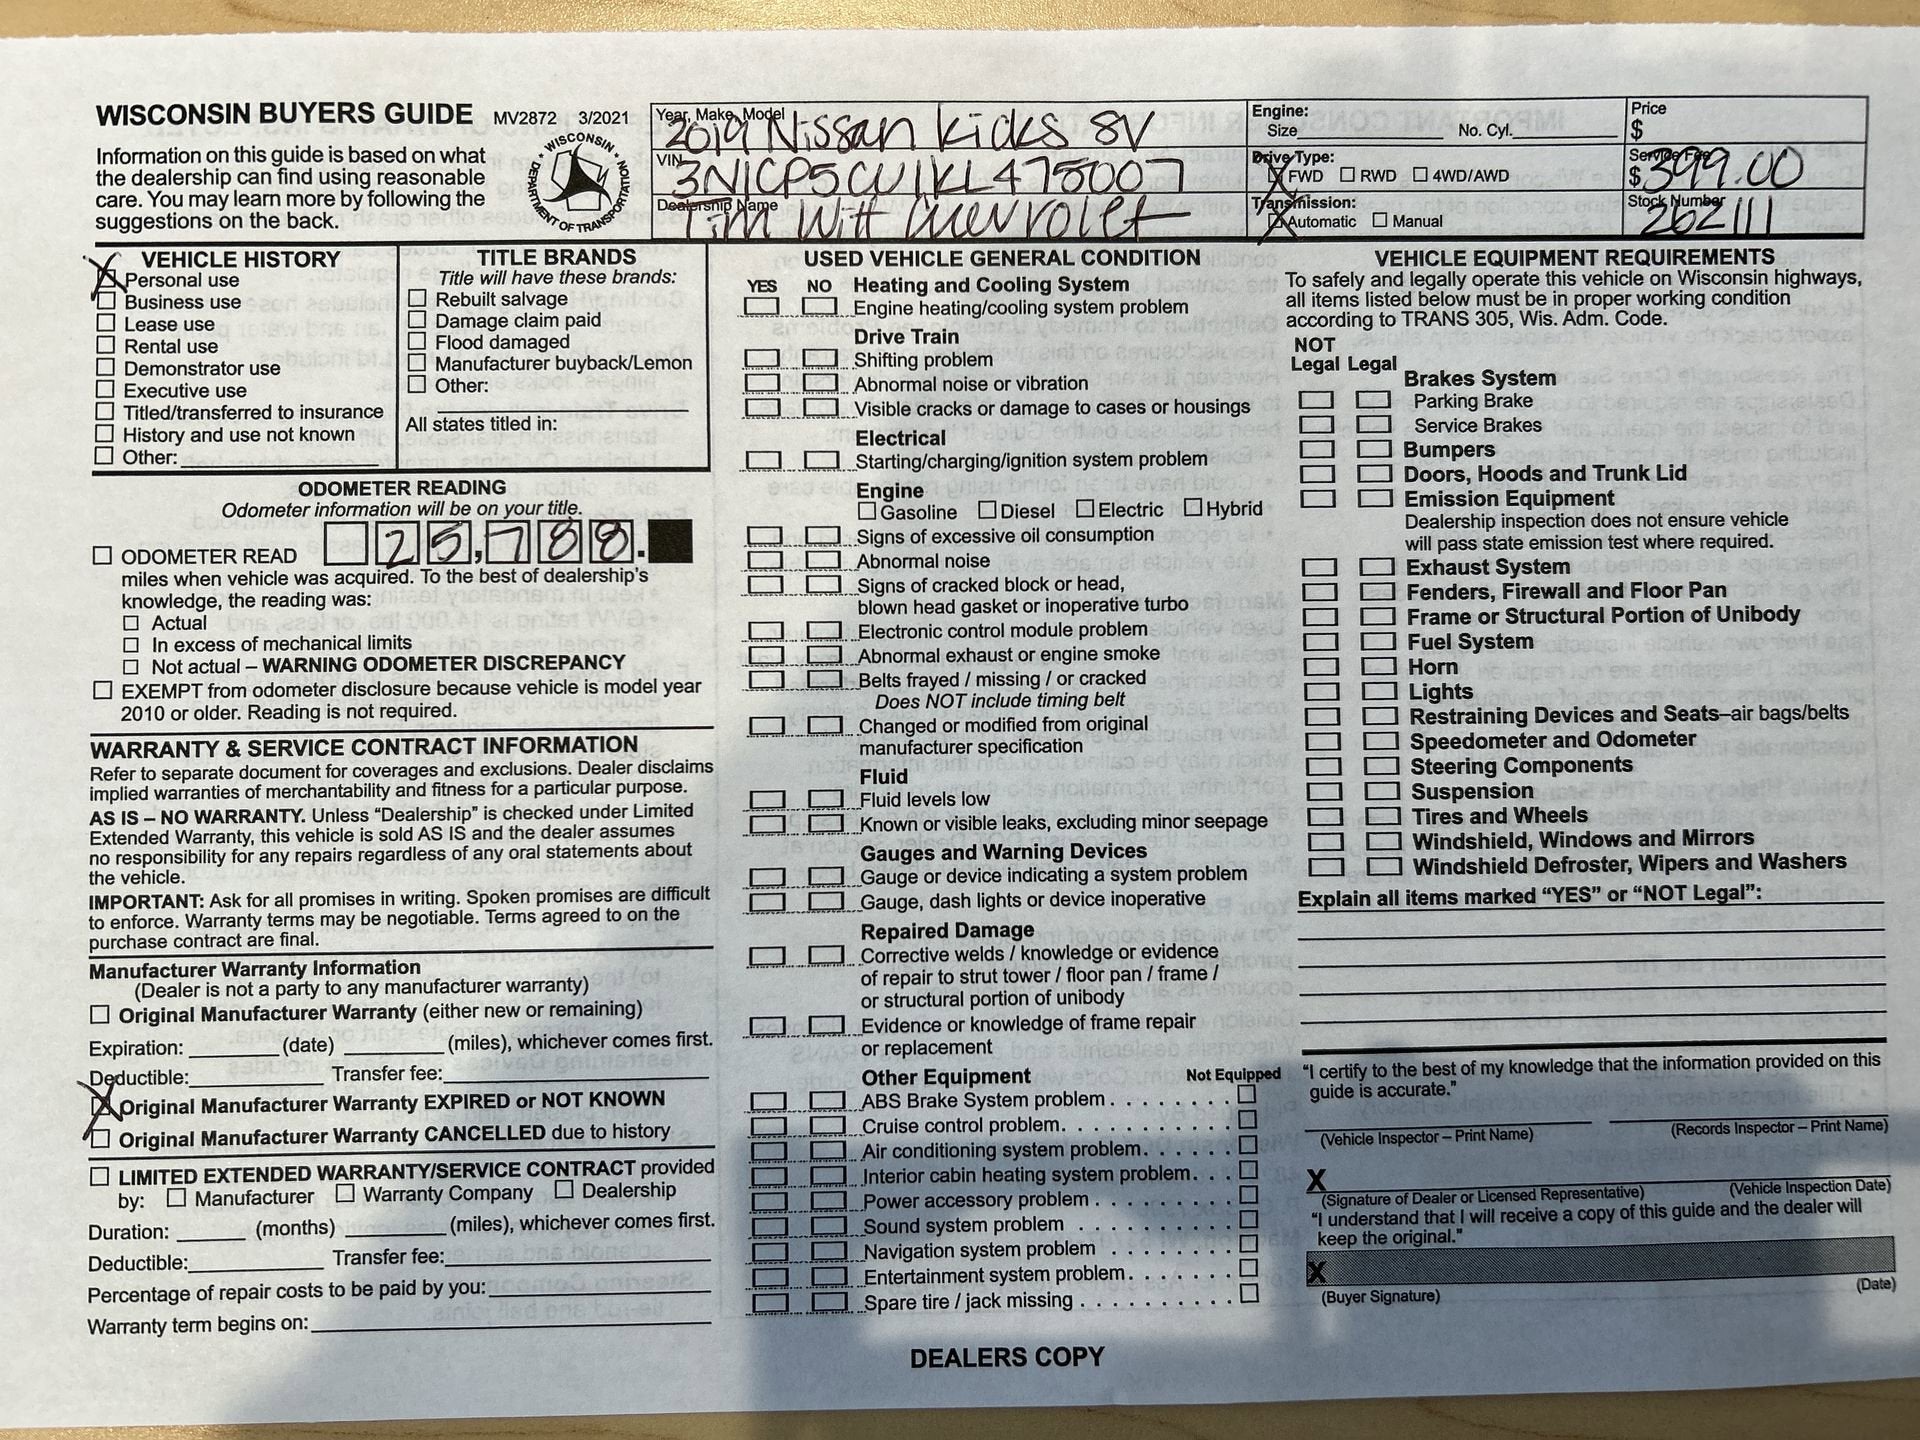 WISCONSIN BUYERS GUIDE MV2872 3/2021
Information on this guide is based on what
the dealership can find using reasonable
care. You may learn more by following the
suggestions on the back.
WISCONSIN
DEPARTMENT OF TRANSPORTATION
Year, Make, Model
2019 Nissan Kicks SV
VIN
3N1CP5CU1KL475007
Dealership Name
Tim Witt Chevrolet
Engine:
Size No. Cyl.
Drive Type:
FWD RWD 4WD/AWD
Transmission:
Automatic Manual
Price
$
Service Fee
$399.00
Stock Number
262111
VEHICLE HISTORY
X Personal use
Business use
Lease use
Rental use
Demonstrator use
Executive use
Titled/transferred to insurance
History and use not known
Other:
TITLE BRANDS
Title will have these brands:
Rebuilt salvage
Damage claim paid
Flood damaged
Manufacturer buyback/Lemon
Other:
All states titled in:
ODOMETER READING
Odometer information will be on your title.
ODOMETER READ 25,788.
miles when vehicle was acquired. To the best of dealership's
knowledge, the reading was:
Actual
In excess of mechanical limits
Not actual – WARNING ODOMETER DISCREPANCY
EXEMPT from odometer disclosure because vehicle is model year
2010 or older. Reading is not required.
WARRANTY & SERVICE CONTRACT INFORMATION
Refer to separate document for coverages and exclusions. Dealer disclaims
implied warranties of merchantability and fitness for a particular purpose.
AS IS – NO WARRANTY. Unless "Dealership" is checked under Limited
Extended Warranty, this vehicle is sold AS IS and the dealer assumes
no responsibility for any repairs regardless of any oral statements about
the vehicle.
IMPORTANT: Ask for all promises in writing. Spoken promises are difficult
to enforce. Warranty terms may be negotiable. Terms agreed to on the
purchase contract are final.
Manufacturer Warranty Information
(Dealer is not a party to any manufacturer warranty)
Original Manufacturer Warranty (either new or remaining)
Expiration: (date) (miles), whichever comes first.
Deductible: Transfer fee:
X Original Manufacturer Warranty EXPIRED or NOT KNOWN
Original Manufacturer Warranty CANCELLED due to history
LIMITED EXTENDED WARRANTY/SERVICE CONTRACT provided
by: Manufacturer Warranty Company Dealership
Duration: (months) (miles), whichever comes first.
Deductible: Transfer fee:
Percentage of repair costs to be paid by you:
Warranty term begins on:
USED VEHICLE GENERAL CONDITION
YES NO Heating and Cooling System
Engine heating/cooling system problem
Drive Train
Shifting problem
Abnormal noise or vibration
Visible cracks or damage to cases or housings
Electrical
Starting/charging/ignition system problem
Engine
Gasoline Diesel Electric Hybrid
Signs of excessive oil consumption
Abnormal noise
Signs of cracked block or head,
blown head gasket or inoperative turbo
Electronic control module problem
Abnormal exhaust or engine smoke
Belts frayed / missing / or cracked
Does NOT include timing belt
Changed or modified from original
manufacturer specification
Fluid
Fluid levels low
Known or visible leaks, excluding minor seepage
Gauges and Warning Devices
Gauge or device indicating a system problem
Gauge, dash lights or device inoperative
Repaired Damage
Corrective welds / knowledge or evidence
of repair to strut tower / floor pan / frame /
or structural portion of unibody
Evidence or knowledge of frame repair
or replacement
Other Equipment Not Equipped
ABS Brake System problem
Cruise control problem
Air conditioning system problem
Interior cabin heating system problem
Power accessory problem
Sound system problem
Navigation system problem
Entertainment system problem
Spare tire / jack missing
VEHICLE EQUIPMENT REQUIREMENTS
To safely and legally operate this vehicle on Wisconsin highways,
all items listed below must be in proper working condition
according to TRANS 305, Wis. Adm. Code.
NOT
Legal Legal
Brakes System
Parking Brake
Service Brakes
Bumpers
Doors, Hoods and Trunk Lid
Emission Equipment
Dealership inspection does not ensure vehicle
will pass state emission test where required.
Exhaust System
Fenders, Firewall and Floor Pan
Frame or Structural Portion of Unibody
Fuel System
Horn
Lights
Restraining Devices and Seats–air bags/belts
Speedometer and Odometer
Steering Components
Suspension
Tires and Wheels
Windshield, Windows and Mirrors
Windshield Defroster, Wipers and Washers
Explain all items marked "YES" or "NOT Legal":
"I certify to the best of my knowledge that the information provided on this
guide is accurate."
(Vehicle Inspector – Print Name) (Records Inspector – Print Name)
X
(Signature of Dealer or Licensed Representative) (Vehicle Inspection Date)
"I understand that I will receive a copy of this guide and the dealer will
keep the original."
X
(Buyer Signature) (Date)
DEALERS COPY